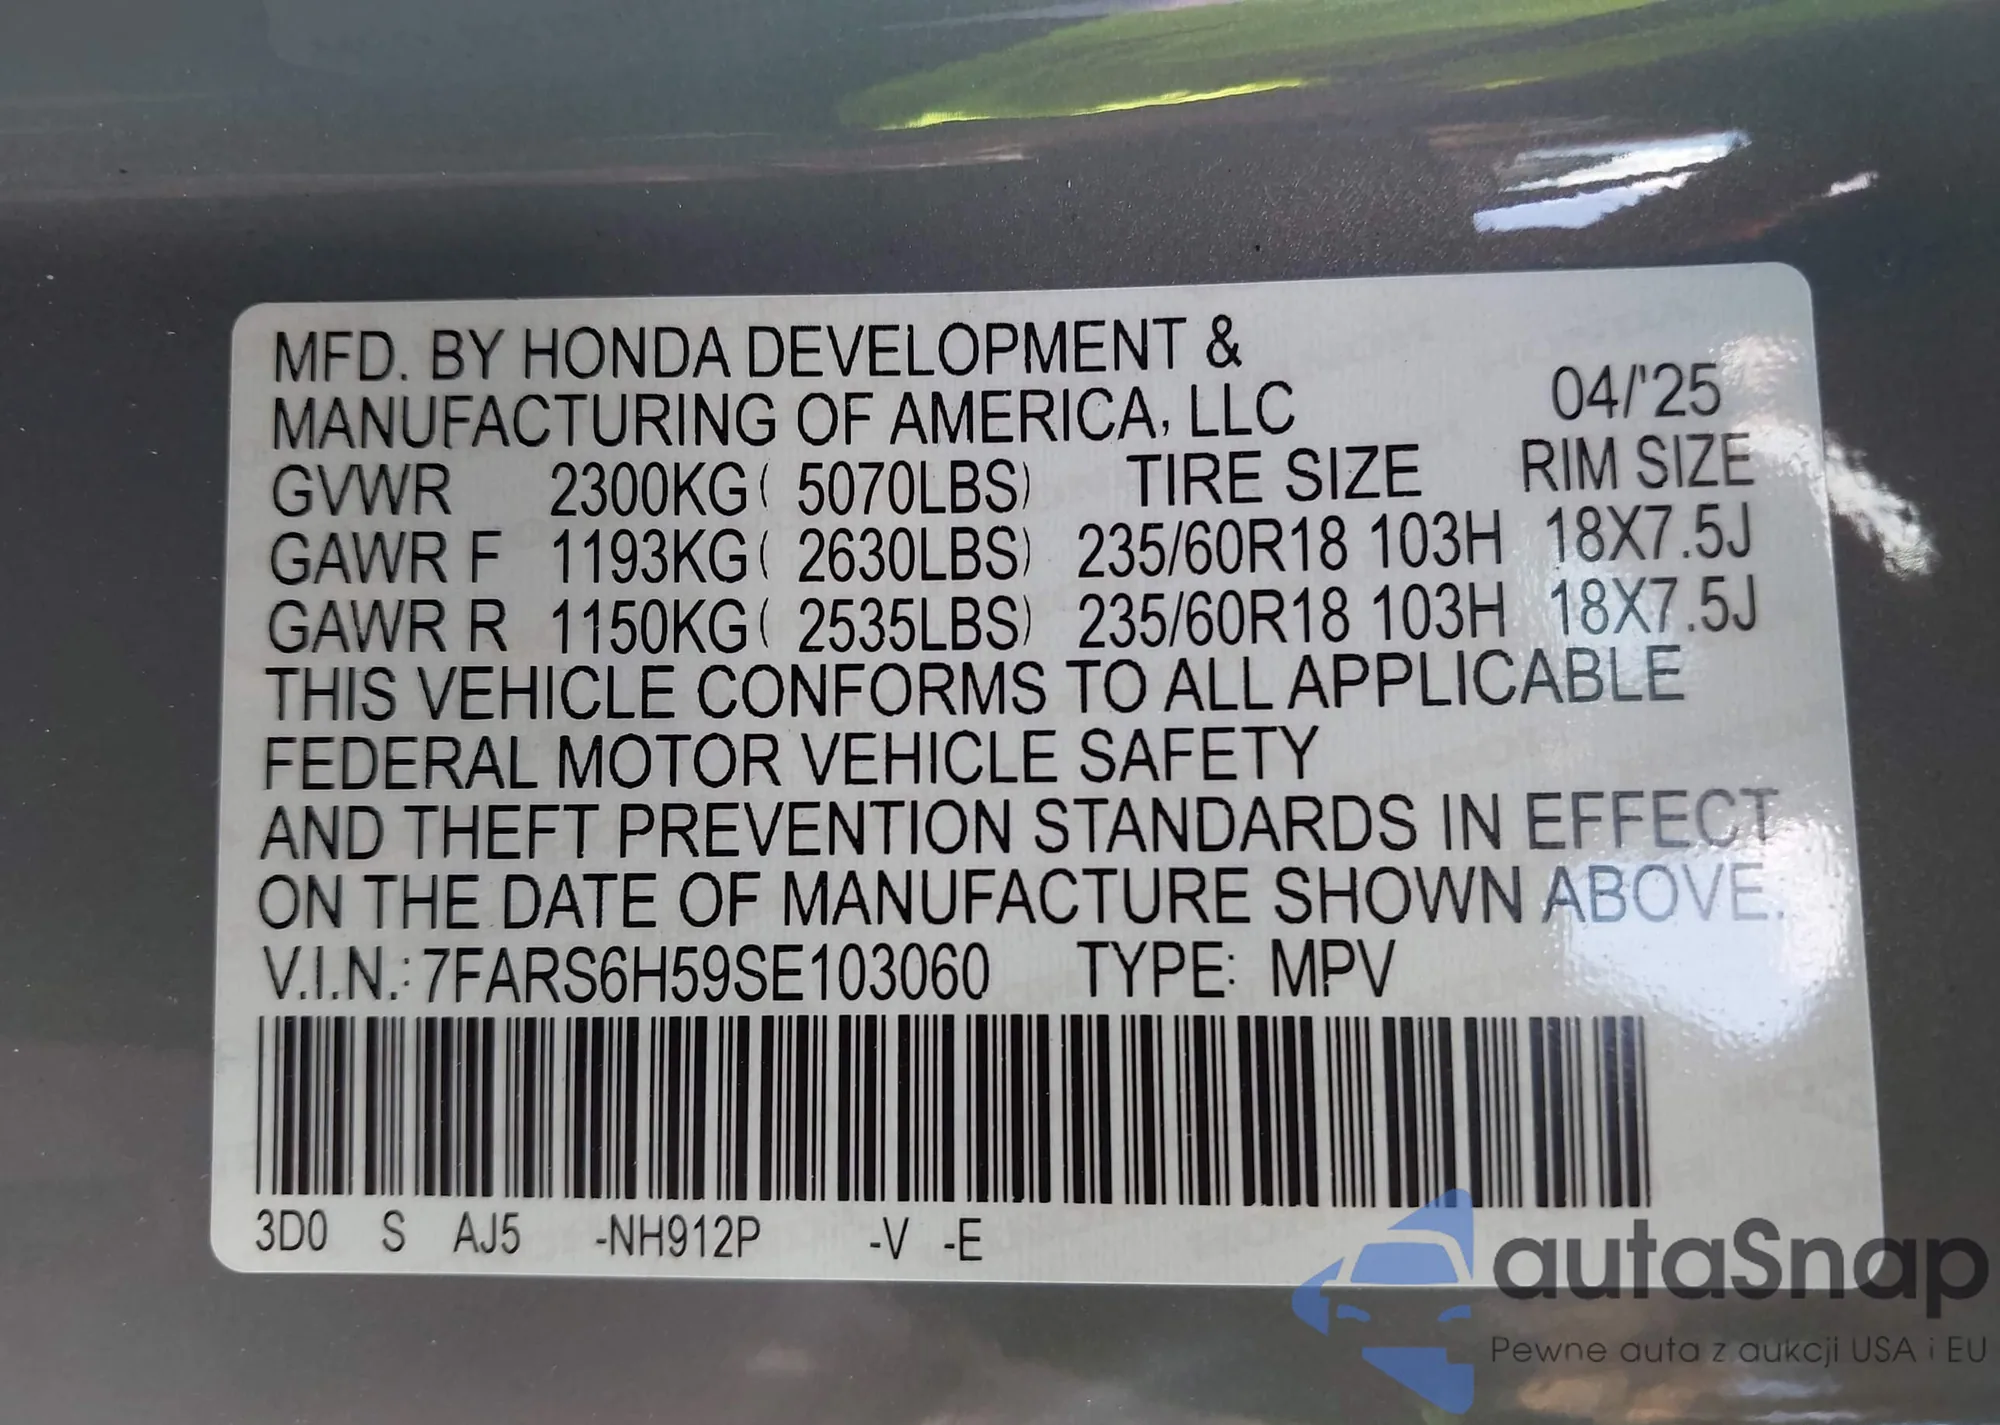 MFD. BY HONDA DEVELOPMENT &
MANUFACTURING OF AMERICA, LLC 04/'25
GVWR 2300KG( 5070LBS) TIRE SIZE RIM SIZE
GAWR F 1193KG( 2630LBS) 235/60R18 103H 18X7.5J
GAWR R 1150KG( 2535LBS) 235/60R18 103H 18X7.5J
THIS VEHICLE CONFORMS TO ALL APPLICABLE
FEDERAL MOTOR VEHICLE SAFETY
AND THEFT PREVENTION STANDARDS IN EFFECT
ON THE DATE OF MANUFACTURE SHOWN ABOVE.
V.I.N.: 7FARS6H59SE103060 TYPE: MPV
3D0 S AJ5 -NH912P -V -E
autaSnap
Pewne auta z aukcji USA i EU